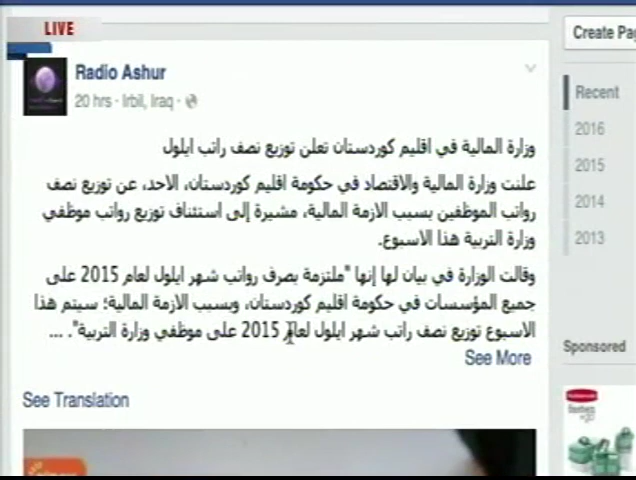 LIVE
Create Pag
Radio Ashur
20 hrs · Irbil, Iraq ·
Recent
2016
2015
2014
2013
وزارة المالية في اقليم كوردستان تعلن توزيع نصف راتب ايلول
علنت وزارة المالية والاقتصاد في حكومة اقليم كوردستان، الاحد، عن توزيع نصف
رواتب الموظفين بسبب الازمة المالية، مشيرة إلى استئناف توزيع رواتب موظفي
وزارة التربية هذا الاسبوع.
وقالت الوزارة في بيان لها إنها "ملتزمة بصرف رواتب شهر ايلول لعام 2015 على
جميع المؤسسات في حكومة اقليم كوردستان، وبسبب الازمة المالية؛ سيتم هذا
الاسبوع توزيع نصف راتب شهر ايلول لعام 2015 على موظفي وزارة التربية". ...
See More
See Translation
Sponsored